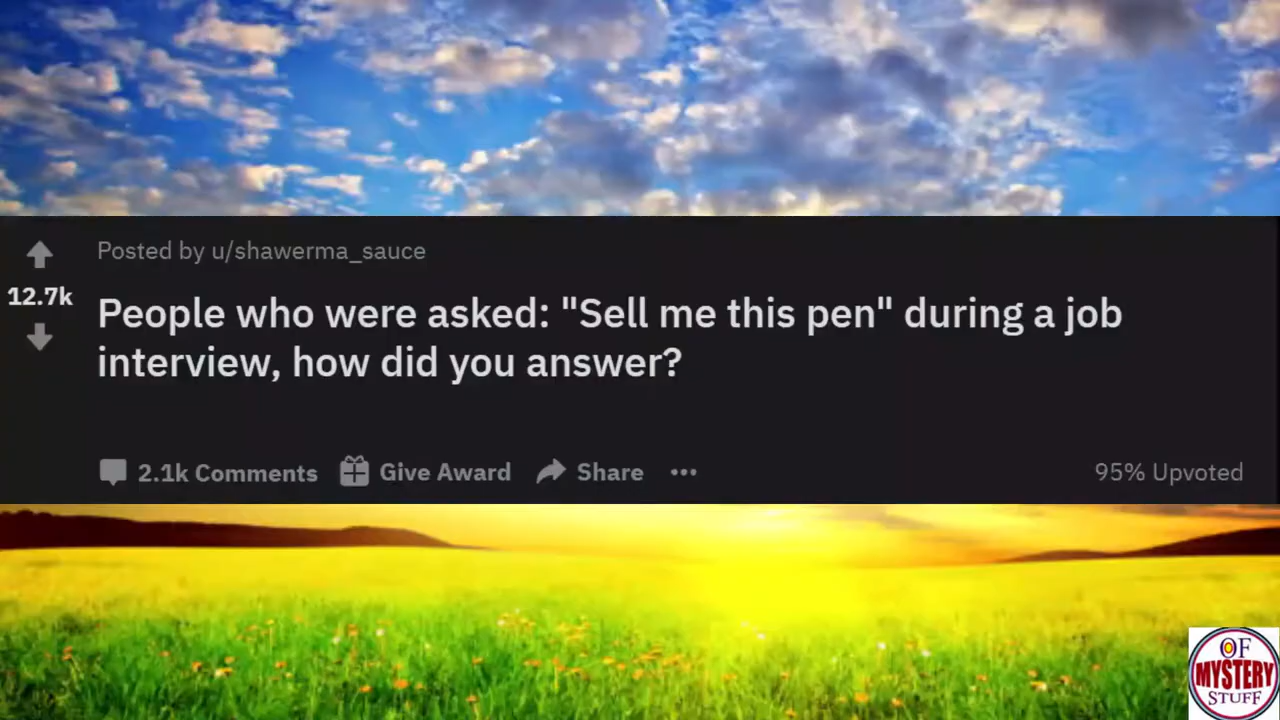 Posted by u/shawerma_sauce
12.7k
People who were asked: "Sell me this pen" during a job
interview, how did you answer?
2.1k Comments Give Award Share ••• 95% Upvoted
OF
MYSTERY
STUFF